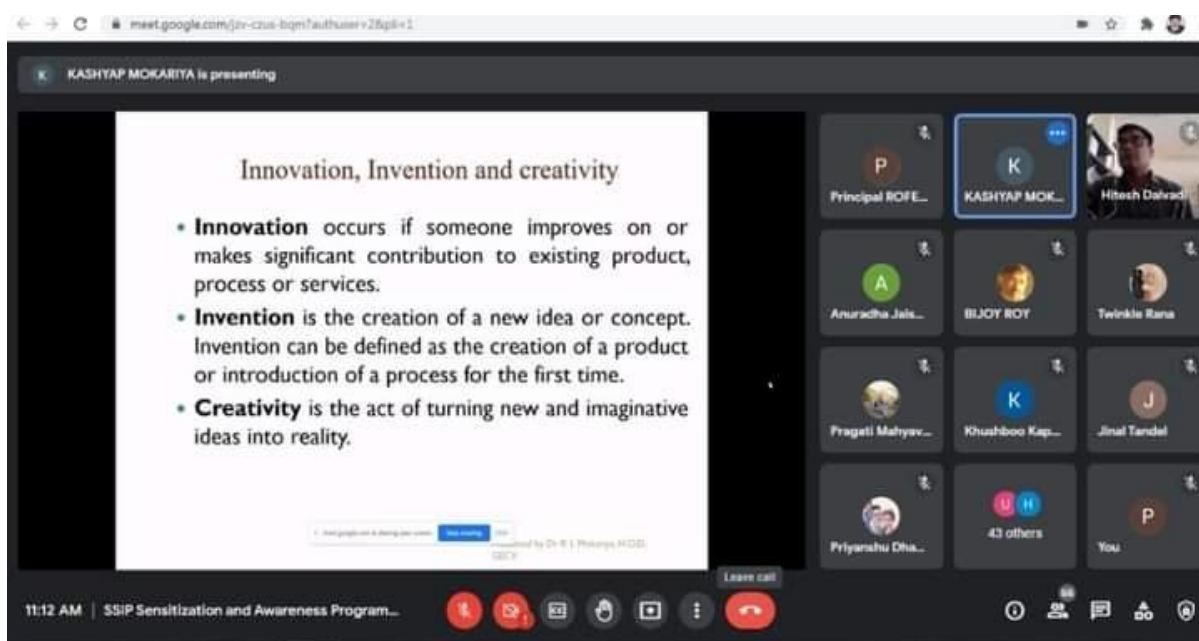 meet.google.com/jzv-czus-bqm?authuser=2&pli=1
K KASHYAP MOKARIYA is presenting
Innovation, Invention and creativity
• Innovation occurs if someone improves on or
makes significant contribution to existing product,
process or services.
• Invention is the creation of a new idea or concept.
Invention can be defined as the creation of a product
or introduction of a process for the first time.
• Creativity is the act of turning new and imaginative
ideas into reality.
Stop sharing
P
Principal ROFE...
K
KASHYAP MOK...
Hitesh Dalvadi
A
Anuradha Jais...
BIJOY ROY
Twinkle Rana
Pragati Mahyav...
K
Khushboo Kap...
J
Jinal Tandel
Priyanshu Dha...
U H
43 others
P
You
Leave call
11:12 AM | SSIP Sensitization and Awareness Program...